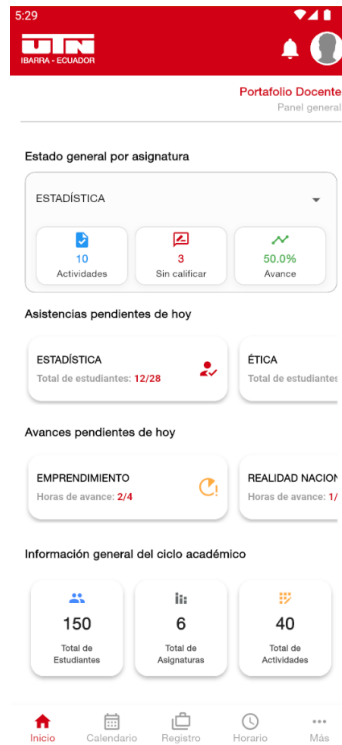 5:29
UTN
IBARRA - ECUADOR
Portafolio Docente
Panel general
Estado general por asignatura
ESTADÍSTICA
10
Actividades
3
Sin calificar
50.0%
Avance
Asistencias pendientes de hoy
ESTADÍSTICA
Total de estudiantes: 12/28
ÉTICA
Total de estudiantes
Avances pendientes de hoy
EMPRENDIMIENTO
Horas de avance: 2/4
REALIDAD NACION
Horas de avance: 1/
Información general del ciclo académico
150
Total de
Estudiantes
6
Total de
Asignaturas
40
Total de
Actividades
Inicio
Calendario
Registro
Horario
Más